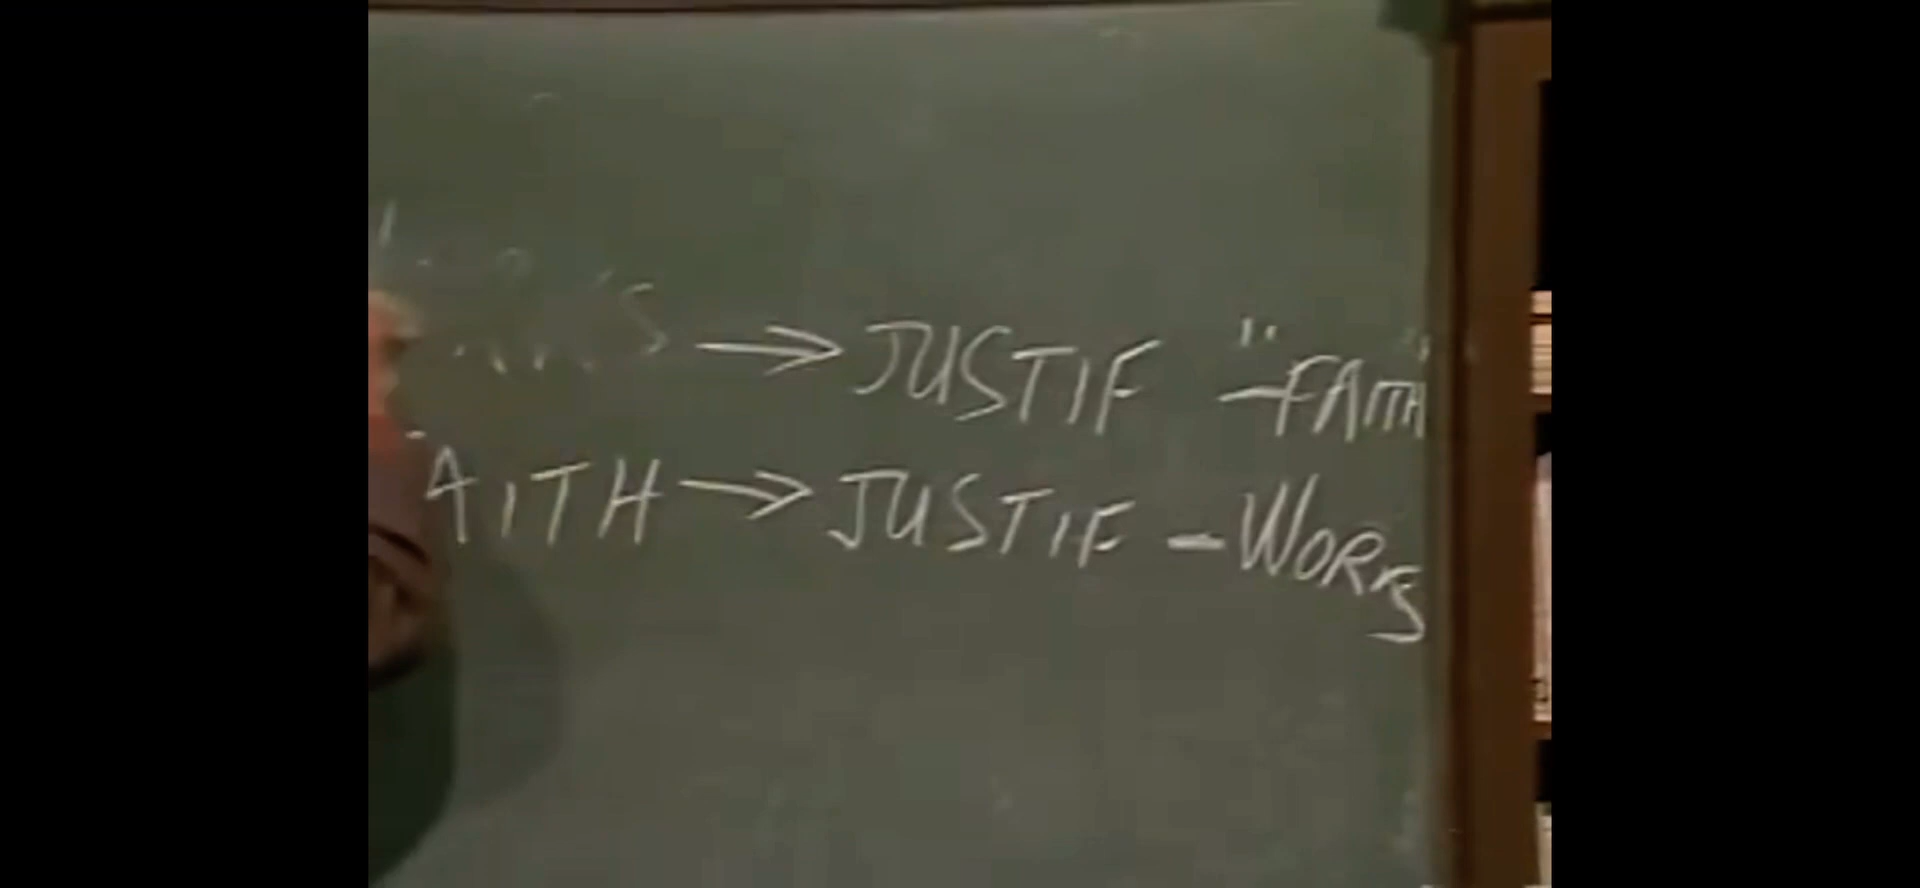 → JUSTIF - "FAITH"
AITH → JUSTIF - WORKS